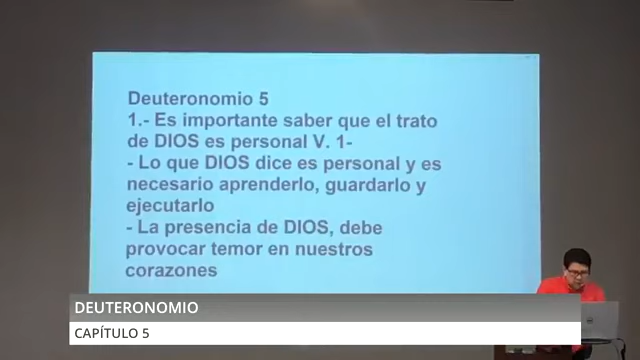 Deuteronomio 5
1.- Es importante saber que el trato
de DIOS es personal V. 1-
- Lo que DIOS dice es personal y es
necesario aprenderlo, guardarlo y
ejecutarlo
- La presencia de DIOS, debe
provocar temor en nuestros
corazones
DEUTERONOMIO
CAPÍTULO 5